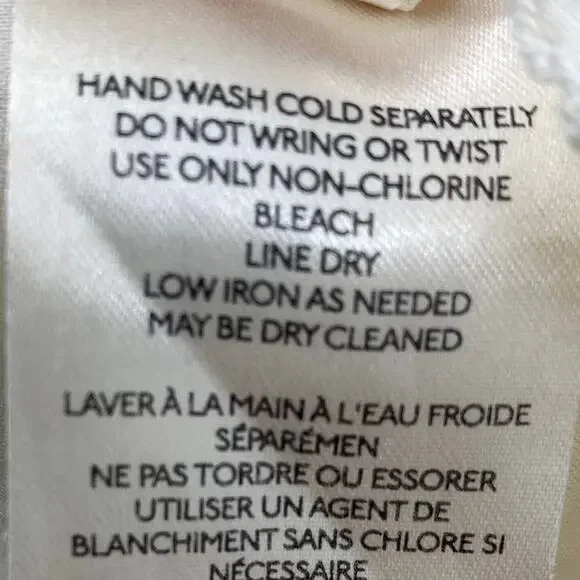 HAND WASH COLD SEPARATELY
DO NOT WRING OR TWIST
USE ONLY NON-CHLORINE
BLEACH
LINE DRY
LOW IRON AS NEEDED
MAY BE DRY CLEANED
LAVER À LA MAIN À L'EAU FROIDE
SÉPARÉMEN
NE PAS TORDRE OU ESSORER
UTILISER UN AGENT DE
BLANCHiMENT SANS CHLORE SI
NÉCESSAIRE